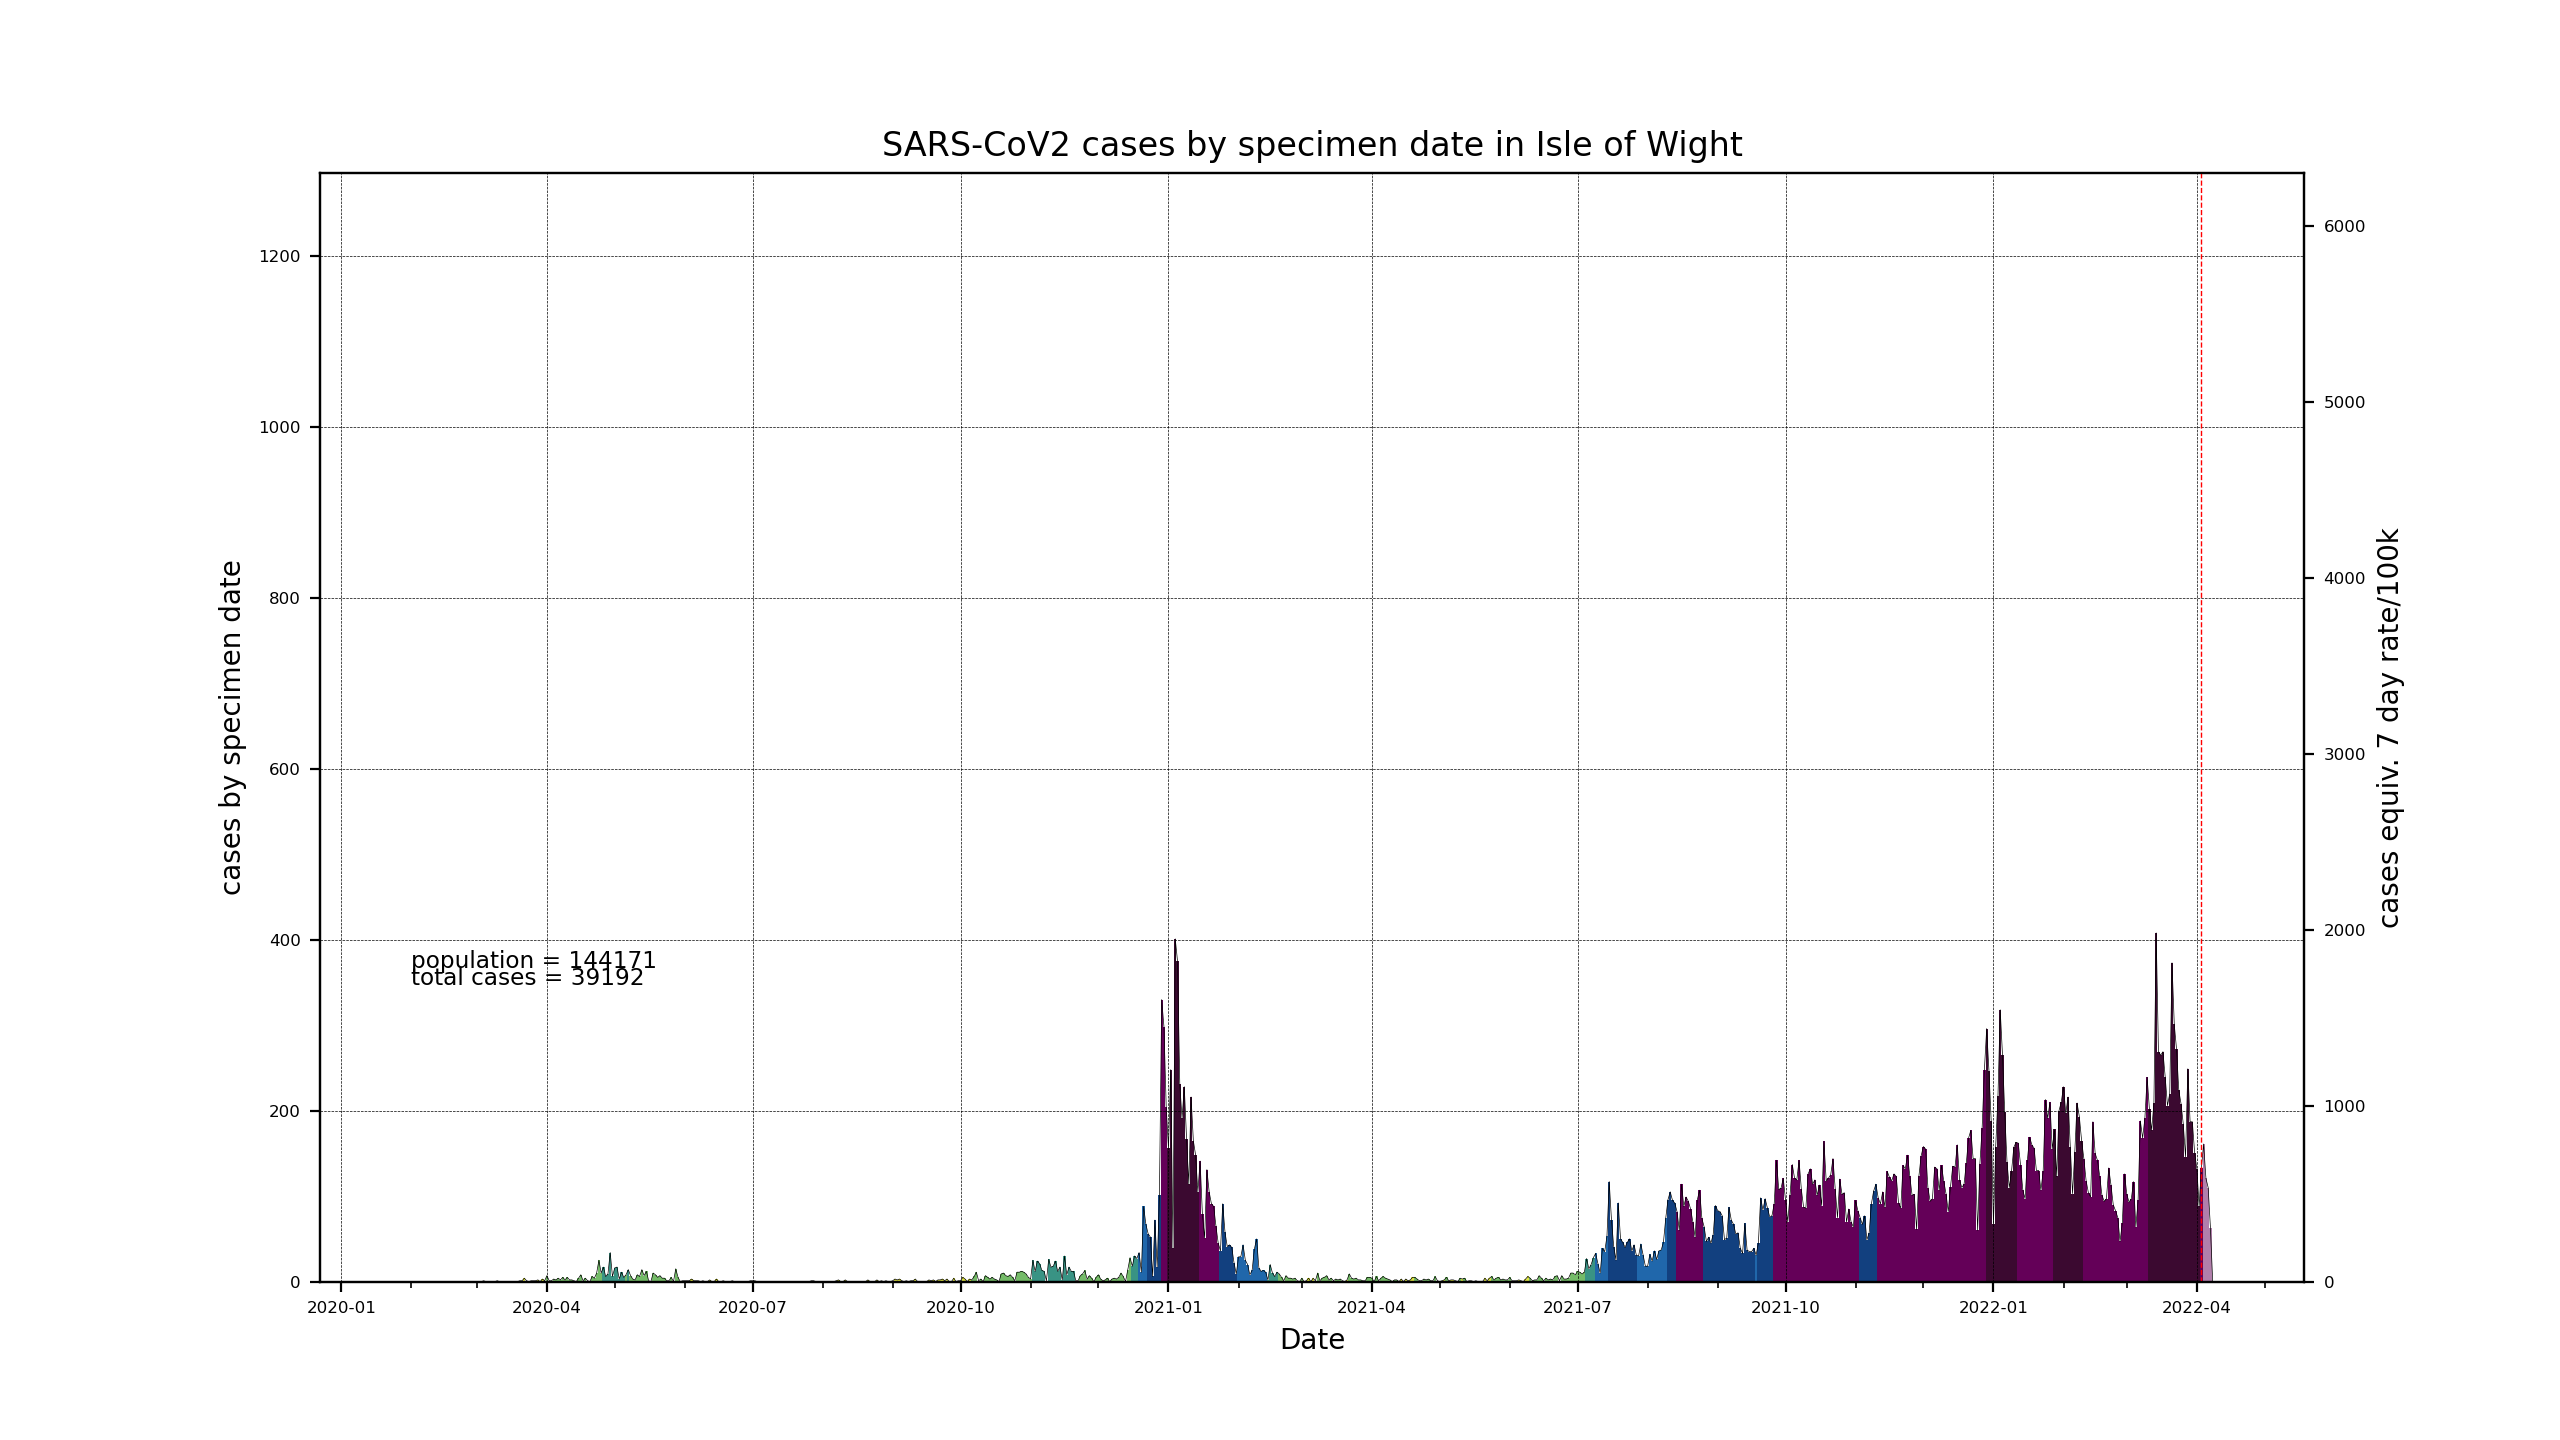 SARS-CoV2 cases by specimen date in Isle of Wight
cases by specimen date
1200
1000
800
600
400
200
0
population = 144171
total cases = 39192
6000
5000
4000
3000
2000
1000
0
cases equiv. 7 day rate/100k
2020-01 2020-04 2020-07 2020-10 2021-01 2021-04 2021-07 2021-10 2022-01 2022-04
Date